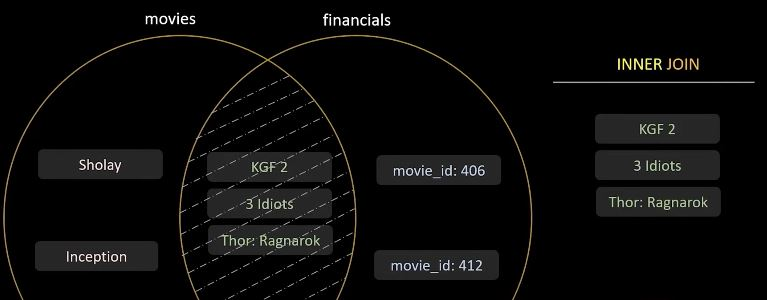 movies
financials
INNER JOIN
Sholay
Inception
KGF 2
3 Idiots
Thor: Ragnarok
movie_id: 406
movie_id: 412
KGF 2
3 Idiots
Thor: Ragnarok